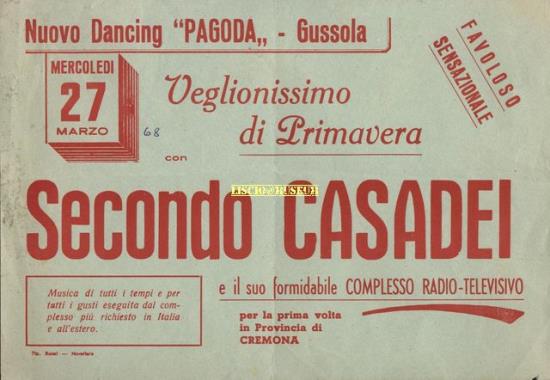 Nuovo Dancing "PAGODA„ - Gussola
MERCOLEDI
27
MARZO
68
FAVOLOSO
SENSAZIONALE
Veglionissimo
di Primavera
con
LISCIO@MUSEUM
Secondo CASADEI
e il suo formidabile COMPLESSO RADIO-TELEVISIVO
Musica di tutti i tempi e per
tutti i gusti eseguita dal com-
plesso più richiesto in Italia
e all'estero.
per la prima volta
in Provincia di
CREMONA